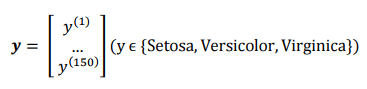 y⁽¹⁾
y = [ … ] (y ϵ {Setosa, Versicolor, Virginica})
y⁽¹⁵⁰⁾